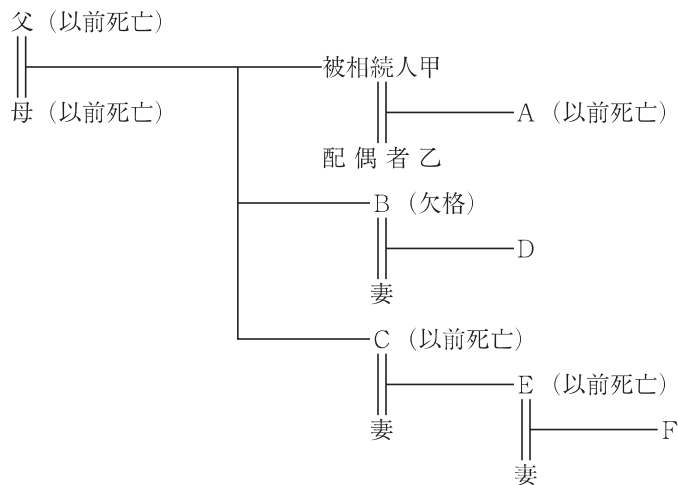 父（以前死亡）
被相続人甲
母（以前死亡）
A（以前死亡）
配偶者乙
B（欠格）
D
妻
C（以前死亡）
E（以前死亡）
妻
F
妻